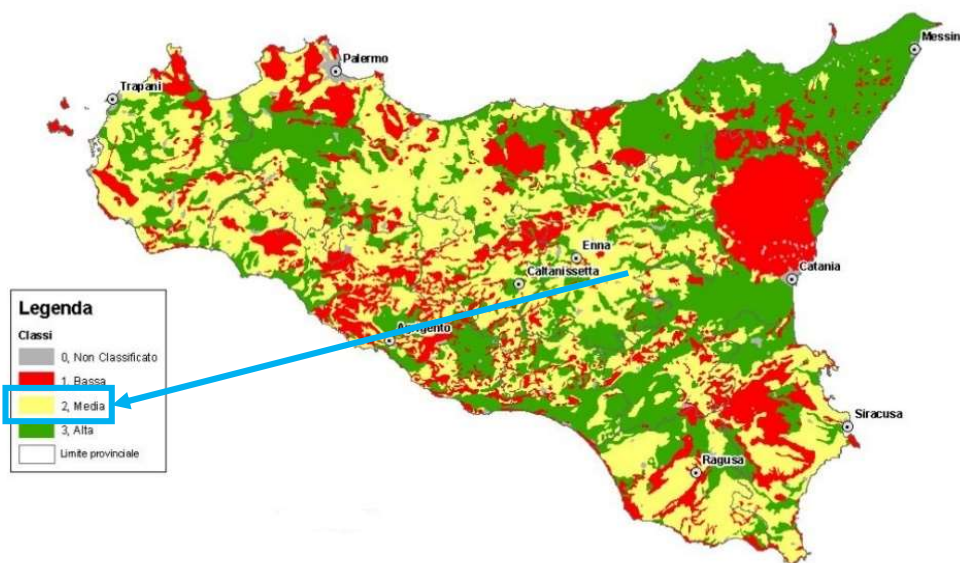 Messin
Palermo
Trapani
Enna
Catania
Caltanissetta
Legenda
Classi
0, Non Classificato
Agrigento
1, Bassa
2, Media
3, Alta
Siracusa
Limite provinciale
Ragusa